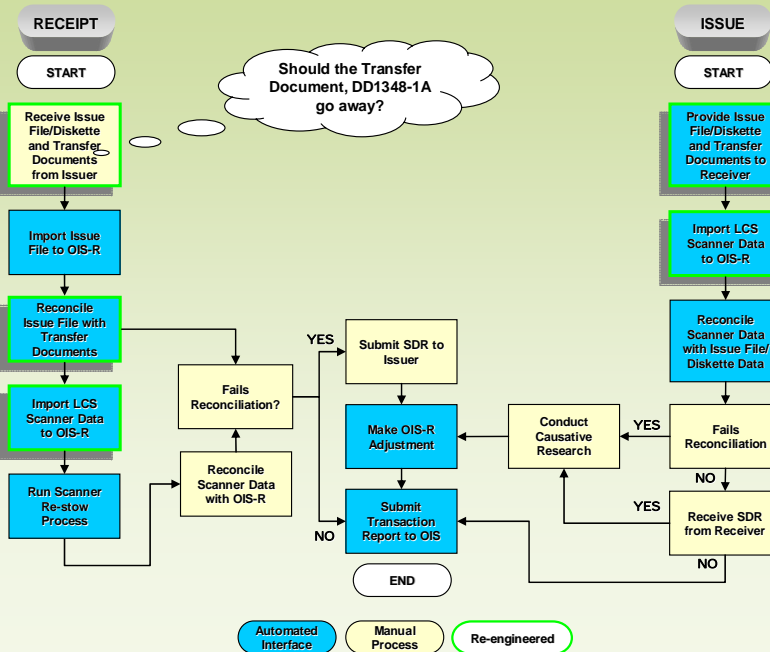 RECEIPT
ISSUE
START
START
Should the Transfer
Document, DD1348-1A
go away?
Receive Issue
File/Diskette
and Transfer
Documents
from Issuer
Import Issue
File to OIS-R
Reconcile
Issue File with
Transfer
Documents
Import LCS
Scanner Data
to OIS-R
Run Scanner
Re-stow
Process
Fails
Reconciliation?
Reconcile
Scanner Data
with OIS-R
YES
NO
Submit SDR to
Issuer
Make OIS-R
Adjustment
Submit
Transaction
Report to OIS
END
Conduct
Causative
Research
YES
YES
Provide Issue
File/Diskette
and Transfer
Documents to
Receiver
Import LCS
Scanner Data
to OIS-R
Reconcile
Scanner Data
with Issue File/
Diskette Data
Fails
Reconciliation
NO
Receive SDR
from Receiver
NO
Automated
Interface
Manual
Process
Re-engineered